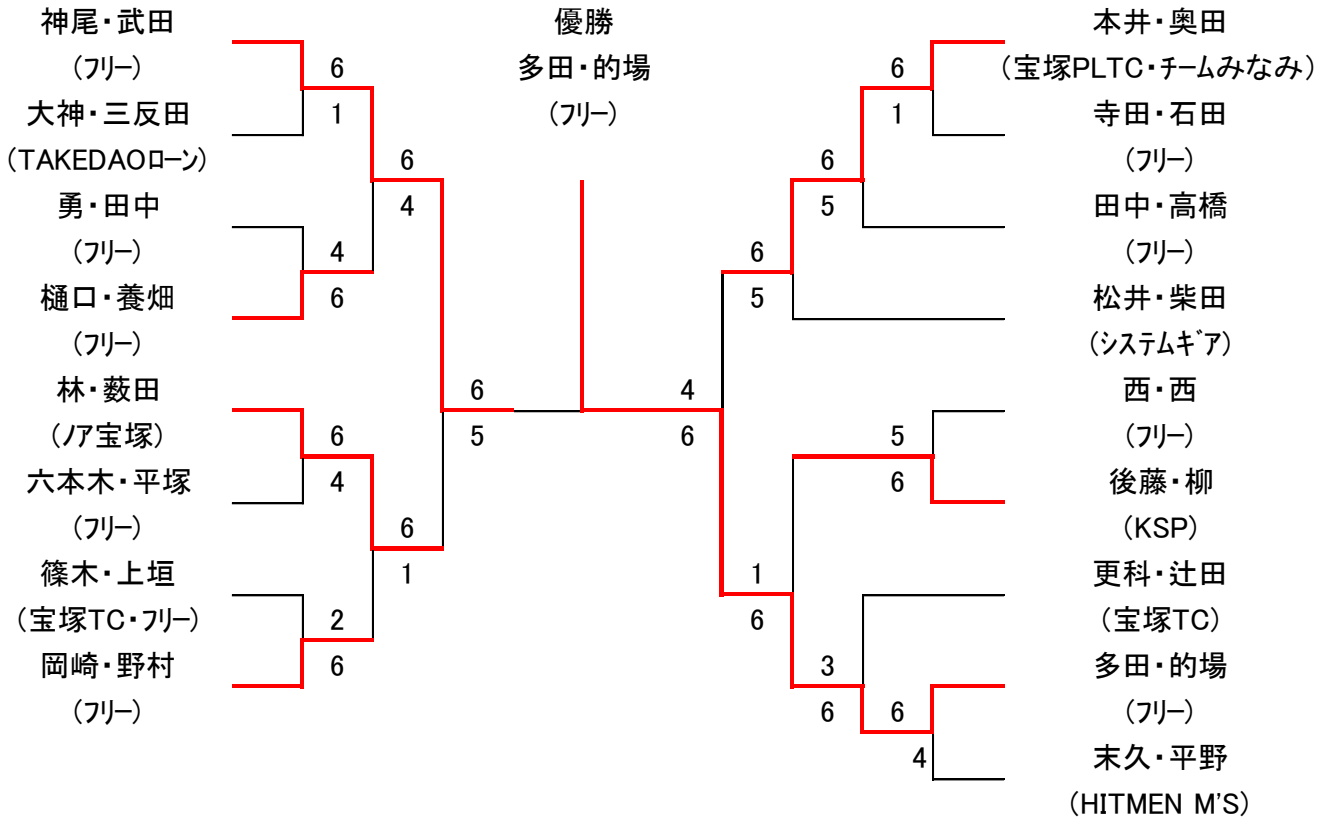 神尾・武田
(フリー)
6
大神・三反田
1
(TAKEDAOローン)
6
勇・田中
4
(フリー)
4
樋口・養畑
6
(フリー)
林・薮田
6
(ノア宝塚)
6
5
六本木・平塚
4
(フリー)
6
篠木・上垣
1
(宝塚TC・フリー)
2
岡崎・野村
6
(フリー)
優勝
多田・的場
(フリー)
本井・奥田
6
(宝塚PLTC・チームみなみ)
1
寺田・石田
6
(フリー)
5
田中・高橋
6
(フリー)
5
松井・柴田
(システムギア)
4
西・西
6
5
(フリー)
6
後藤・柳
(KSP)
1
更科・辻田
6
(宝塚TC)
3
多田・的場
6
6
(フリー)
4
末久・平野
(HITMEN M'S)